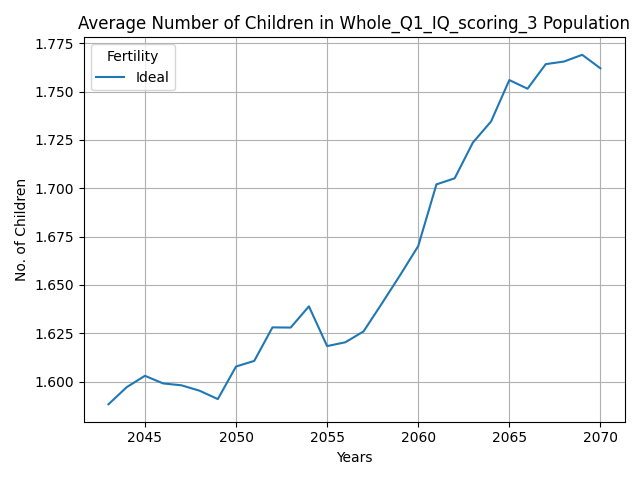 Average Number of Children in Whole_Q1_IQ_scoring_3 Population
Fertility
Ideal
No. of Children
1.775
1.750
1.725
1.700
1.675
1.650
1.625
1.600
2045 2050 2055 2060 2065 2070
Years